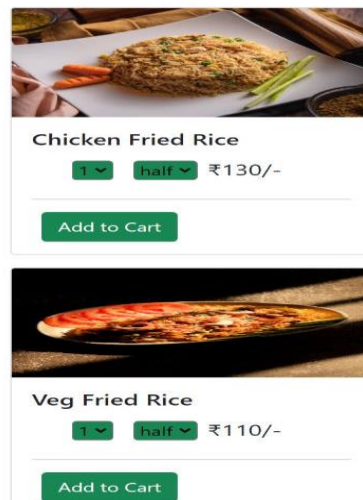 Chicken Fried Rice
1 half ₹130/-
Add to Cart
Veg Fried Rice
1 half ₹110/-
Add to Cart